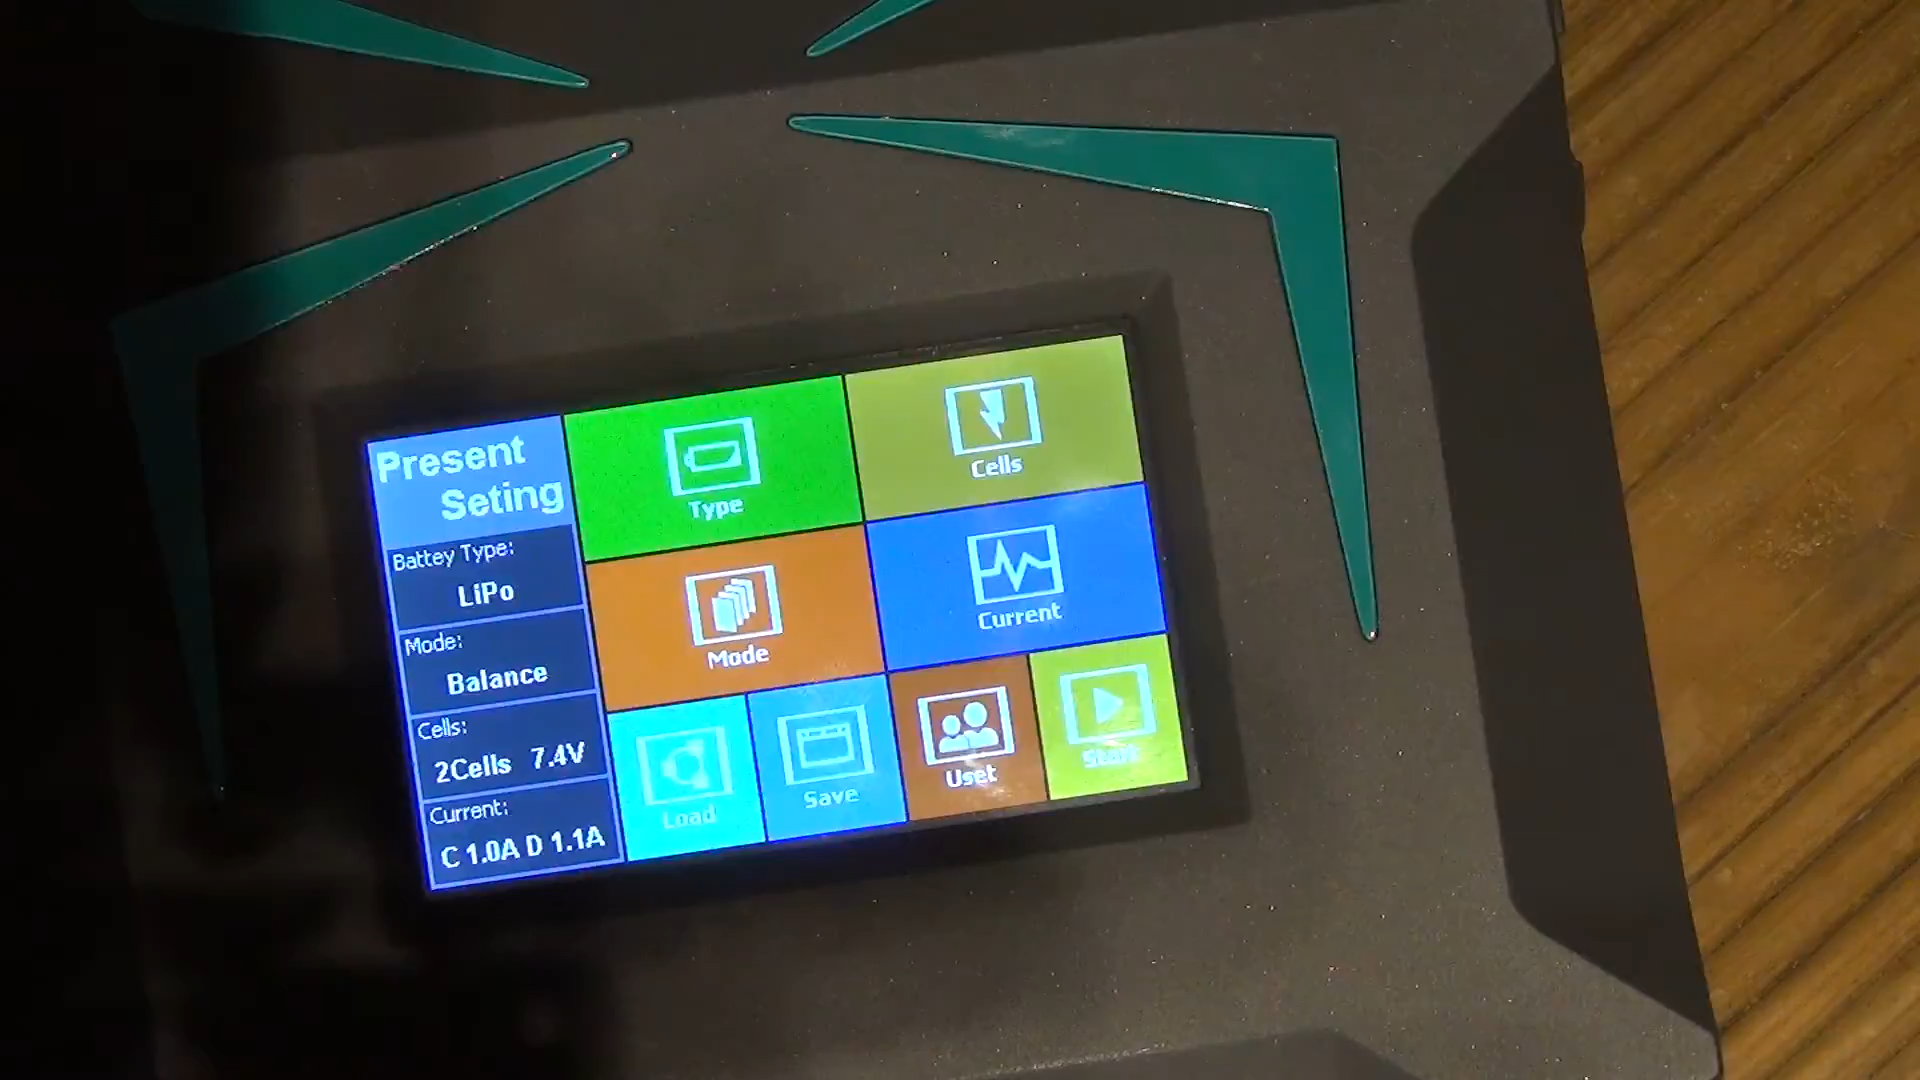 Present
Seting
Battey Type:
LiPo
Mode:
Balance
Cells:
2Cells 7.4V
Current:
C 1.0A D 1.1A
Type
Cells
Mode
Current
Load
Save
Uset
Start